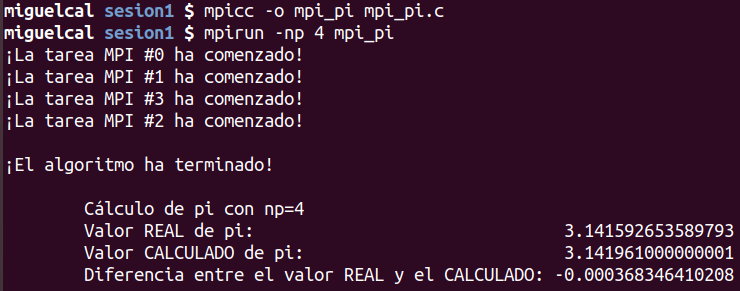 miguelcal sesion1 $ mpicc -o mpi_pi mpi_pi.c
miguelcal sesion1 $ mpirun -np 4 mpi_pi
¡La tarea MPI #0 ha comenzado!
¡La tarea MPI #1 ha comenzado!
¡La tarea MPI #3 ha comenzado!
¡La tarea MPI #2 ha comenzado!
¡El algoritmo ha terminado!
Cálculo de pi con np=4
Valor REAL de pi: 3.141592653589793
Valor CALCULADO de pi: 3.141961000000001
Diferencia entre el valor REAL y el CALCULADO: -0.000368346410208